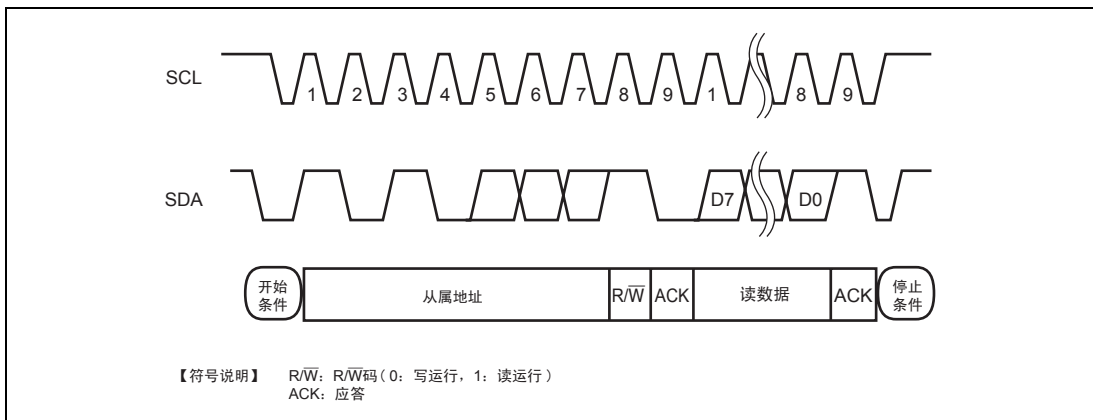 SCL
1 2 3 4 5 6 7 8 9 1 8 9
SDA
D7 D0
开始
条件
从属地址
R/W̅
ACK
读数据
ACK
停止
条件
【符号说明】 R/W̅：R/W̅码（0：写运行，1：读运行）
ACK：应答